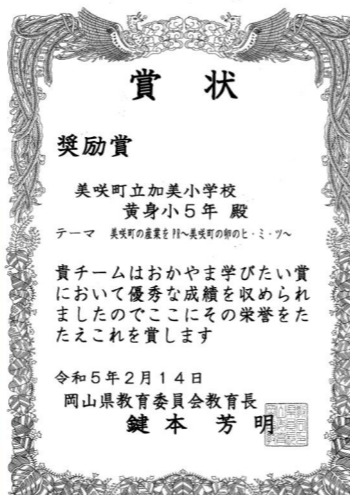 賞状
奨励賞
美咲町立加美小学校
黄身小5年 殿
テーマ 美咲町の産業をPR～美咲町の卵のヒ・ミ・ツ～
貴チームはおかやま学びたい賞
において優秀な成績を収められ
ましたのでここにその栄誉をた
たえこれを賞します
令和5年2月14日
岡山県教育委員会教育長
鍵本 芳明